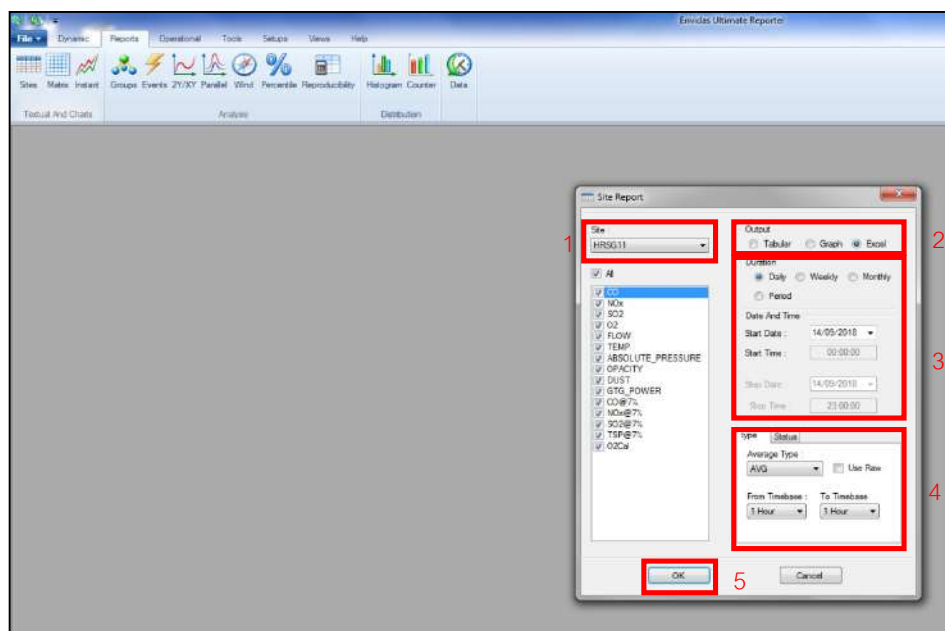 Envidas Ultimate Reporter
File Dynamic Reports Operational Tools Setups Views Help
Sites Matrix Instant Groups Events 2Y/XY Parallel Wind Percentile Reproducibility Histogram Counter Data
Textual And Charts Analysis Distribution
Site Report
Site :
HRSG11
1
Output
Tabular Graph Excel
2
All
CO
NOx
SO2
O2
FLOW
TEMP
ABSOLUTE_PRESSURE
OPACITY
DUST
GTG_POWER
CO@7%
NOx@7%
SO2@7%
TSP@7%
O2Cal
Duration
Daily Weekly Monthly
Period
Date And Time
Start Date : 14/09/2018
Start Time : 00:00:00
3
Stop Date : 14/09/2018
Stop Time 23:00:00
Type Status
Average Type :
AVG Use Raw
4
From Timebase : To Timebase
1 Hour 1 Hour
OK 5 Cancel